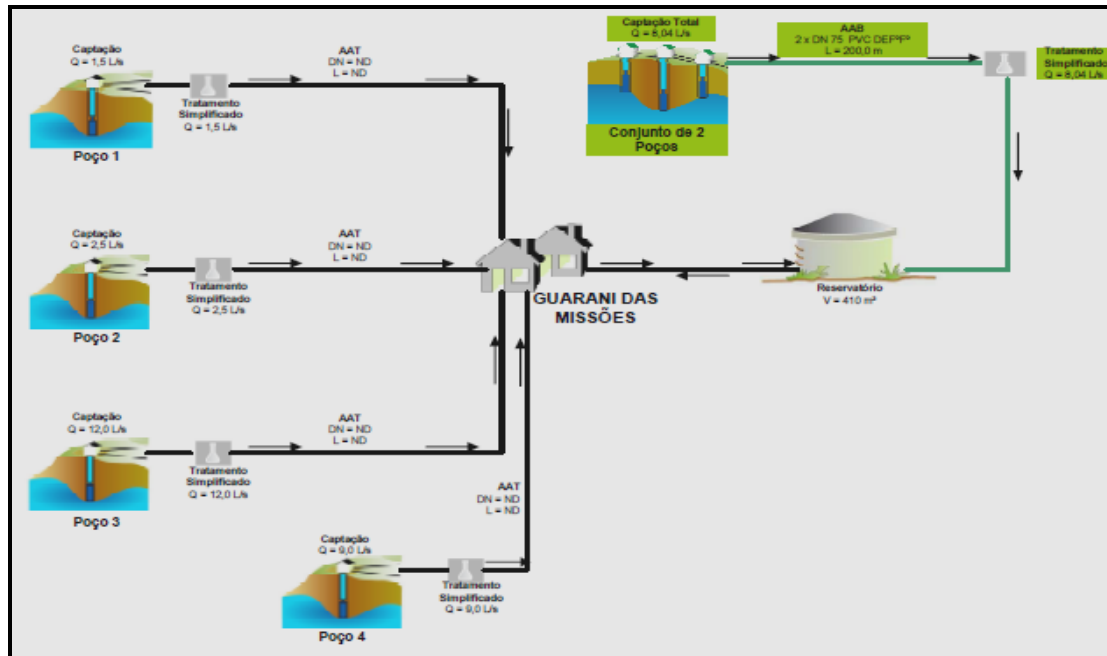 Captação
Q = 1,5 L/s
Poço 1
Tratamento
Simplificado
Q = 1,5 L/s
AAT
DN = ND
L = ND
Captação Total
Q = 8,04 L/s
Conjunto de 2
Poços
AAB
2 x DN 75 PVC DEFºFº
L = 200,0 m
Tratamento
Simplificado
Q = 8,04 L/s
Captação
Q = 2,5 L/s
Poço 2
Tratamento
Simplificado
Q = 2,5 L/s
AAT
DN = ND
L = ND
GUARANI DAS
MISSÕES
Reservatório
V = 410 m³
Captação
Q = 12,0 L/s
Poço 3
Tratamento
Simplificado
Q = 12,0 L/s
AAT
DN = ND
L = ND
AAT
DN = ND
L = ND
Captação
Q = 9,0 L/s
Poço 4
Tratamento
Simplificado
Q = 9,0 L/s